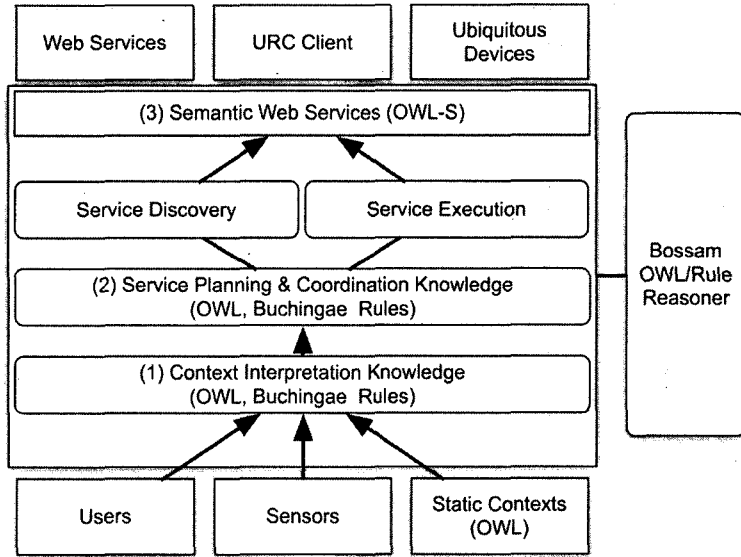 Web Services
URC Client
Ubiquitous
Devices
(3) Semantic Web Services (OWL-S)
Service Discovery
Service Execution
Bossam
OWL/Rule
Reasoner
(2) Service Planning & Coordination Knowledge
(OWL, Buchingae Rules)
(1) Context Interpretation Knowledge
(OWL, Buchingae Rules)
Users
Sensors
Static Contexts
(OWL)